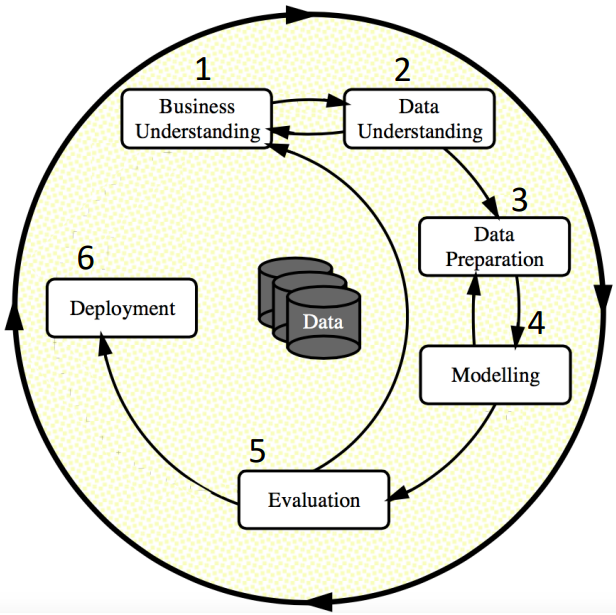 1
Business
Understanding
2
Data
Understanding
3
Data
Preparation
4
Modelling
5
Evaluation
6
Deployment
Data